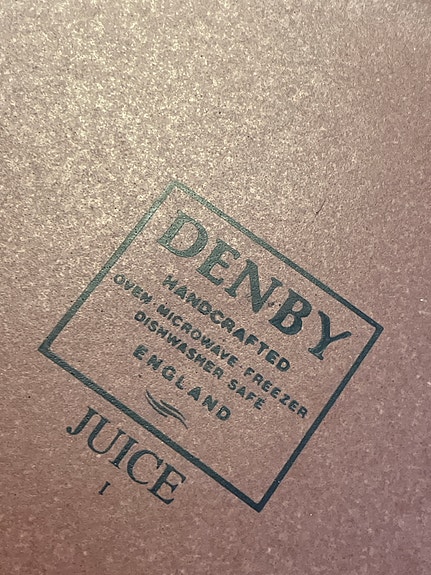 DENBY
HANDCRAFTED
OVEN-MICROWAVE FREEZER
DISHWASHER SAFE
ENGLAND
JUICE
I